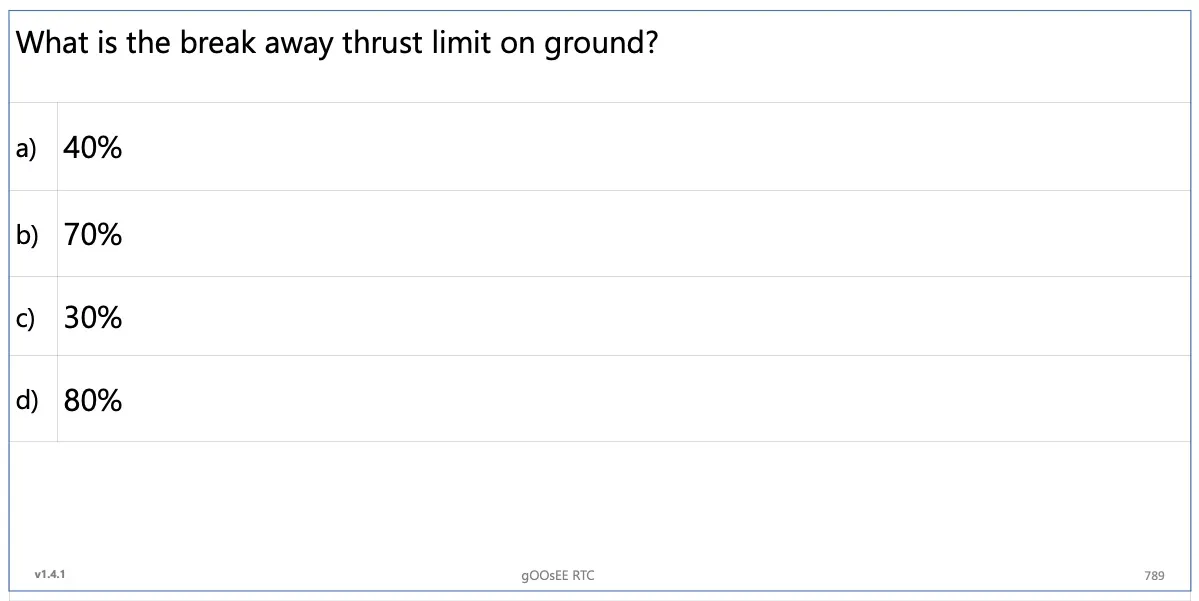 What is the break away thrust limit on ground?
a) 40%
b) 70%
c) 30%
d) 80%
v1.4.1 gOOsEE RTC 789